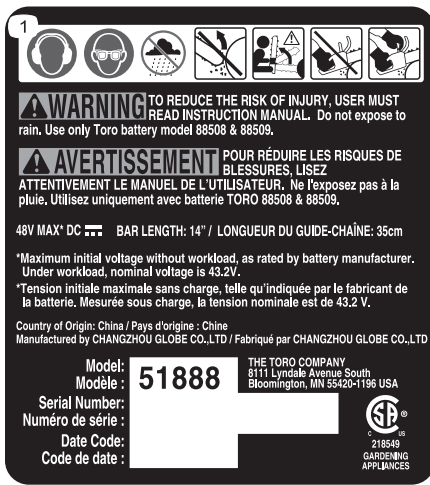 1
WARNING TO REDUCE THE RISK OF INJURY, USER MUST
READ INSTRUCTION MANUAL. Do not expose to
rain. Use only Toro battery model 88508 & 88509.
AVERTISSEMENT POUR RÉDUIRE LES RISQUES DE
BLESSURES, LISEZ
ATTENTIVEMENT LE MANUEL DE L'UTILISATEUR. Ne l'exposez pas à la
pluie. Utilisez uniquement avec batterie TORO 88508 & 88509.
48V MAX* DC BAR LENGTH: 14” / LONGUEUR DU GUIDE-CHAÎNE: 35cm
*Maximum initial voltage without workload, as rated by battery manufacturer.
Under workload, nominal voltage is 43.2V.
*Tension initiale maximale sans charge, telle qu'indiquée par le fabricant de
la batterie. Mesurée sous charge, la tension nominale est de 43.2 V.
Country of Origin: China / Pays d'origine : Chine
Manufactured by CHANGZHOU GLOBE CO.,LTD / Fabriqué par CHANGZHOU GLOBE CO.,LTD
Model:
Modèle :
51888
Serial Number:
Numéro de série :
Date Code:
Code de date :
THE TORO COMPANY
8111 Lyndale Avenue South
Bloomington, MN 55420-1196 USA
SA ®
C US
218549
GARDENING
APPLIANCES